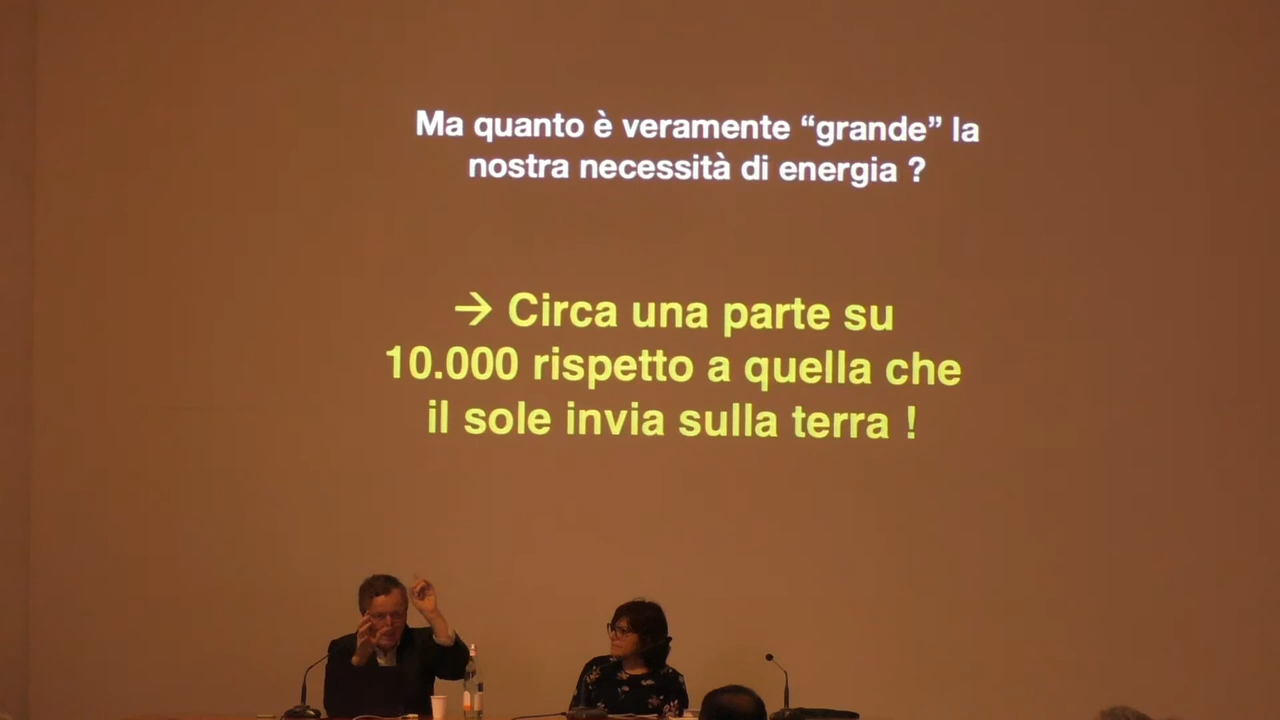 Ma quanto è veramente “grande” la
nostra necessità di energia ?
→ Circa una parte su
10.000 rispetto a quella che
il sole invia sulla terra !